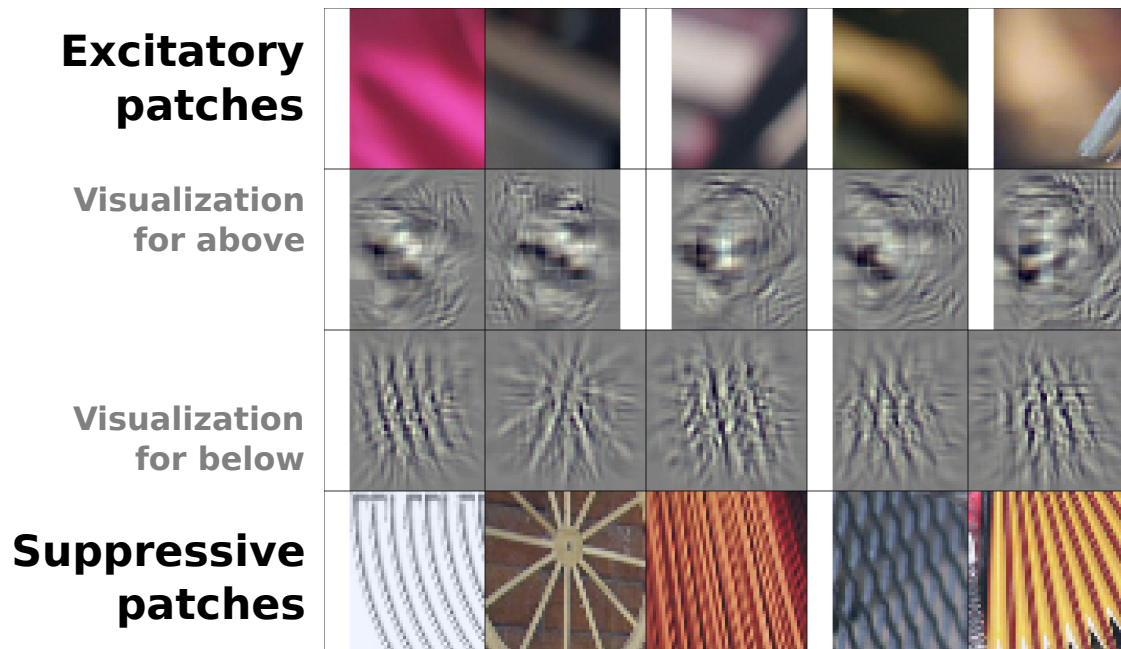 Excitatory
patches
Visualization
for above
Visualization
for below
Suppressive
patches